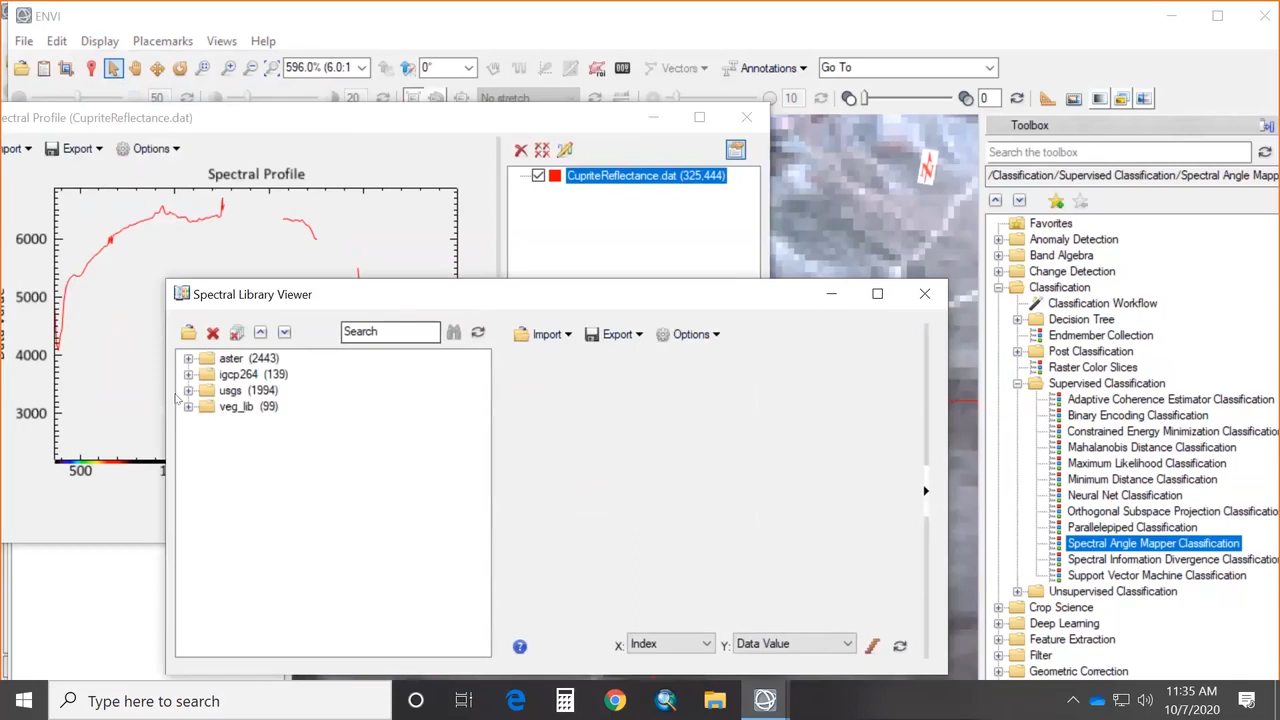 ENVI
File Edit Display Placemarks Views Help
596.0% (6.0:1 0° Vectors Annotations Go To
50 20 No stretch 10 0
ectral Profile (CupriteReflectance.dat)
port Export Options
Spectral Profile
CupriteReflectance.dat (325,444)
6000
5000
4000
3000
500
Spectral Library Viewer
Search
Import Export Options
aster (2443)
igcp264 (139)
usgs (1994)
veg_lib (99)
X: Index Y: Data Value
Toolbox
Search the toolbox
/Classification/Supervised Classification/Spectral Angle Mapp
Favorites
Anomaly Detection
Band Algebra
Change Detection
Classification
Classification Workflow
Decision Tree
Endmember Collection
Post Classification
Raster Color Slices
Supervised Classification
Adaptive Coherence Estimator Classification
Binary Encoding Classification
Constrained Energy Minimization Classificatio
Mahalanobis Distance Classification
Maximum Likelihood Classification
Minimum Distance Classification
Neural Net Classification
Orthogonal Subspace Projection Classificatio
Parallelepiped Classification
Spectral Angle Mapper Classification
Spectral Information Divergence Classificatio
Support Vector Machine Classification
Unsupervised Classification
Crop Science
Deep Learning
Feature Extraction
Filter
Geometric Correction
Type here to search
11:35 AM
10/7/2020